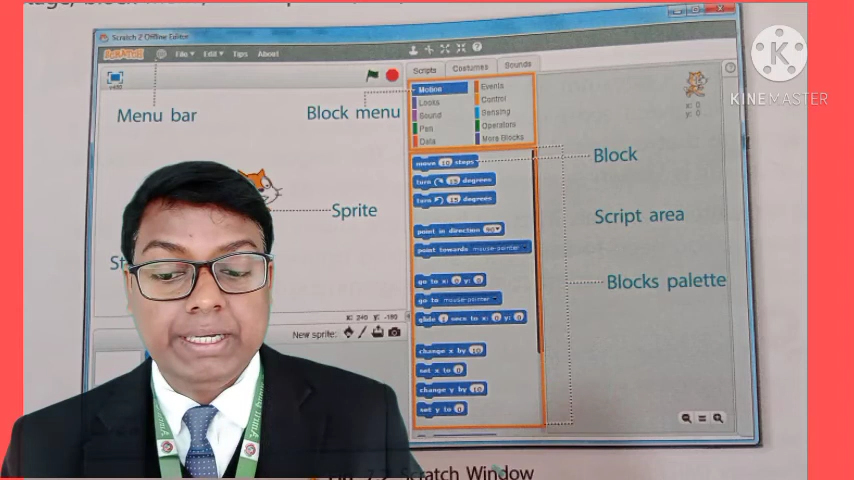 Scratch 2 Offline Editor
SCRATCH File Edit Tips About
v460
Menu bar
Block menu
Scripts Costumes Sounds
Motion Events
Looks Control
Sound Sensing
Pen Operators
Data More Blocks
x: 0
y: 0
KINEMASTER
move 10 steps
Block
turn 15 degrees
turn 15 degrees
Sprite
Script area
point in direction 90
point towards mouse-pointer
Blocks palette
go to x: 0 y: 0
go to mouse-pointer
glide 1 secs to x: 0 y: 0
X: 240 y: -180
New sprite:
change x by 10
set x to 0
change y by 10
set y to 0
Scratch Window